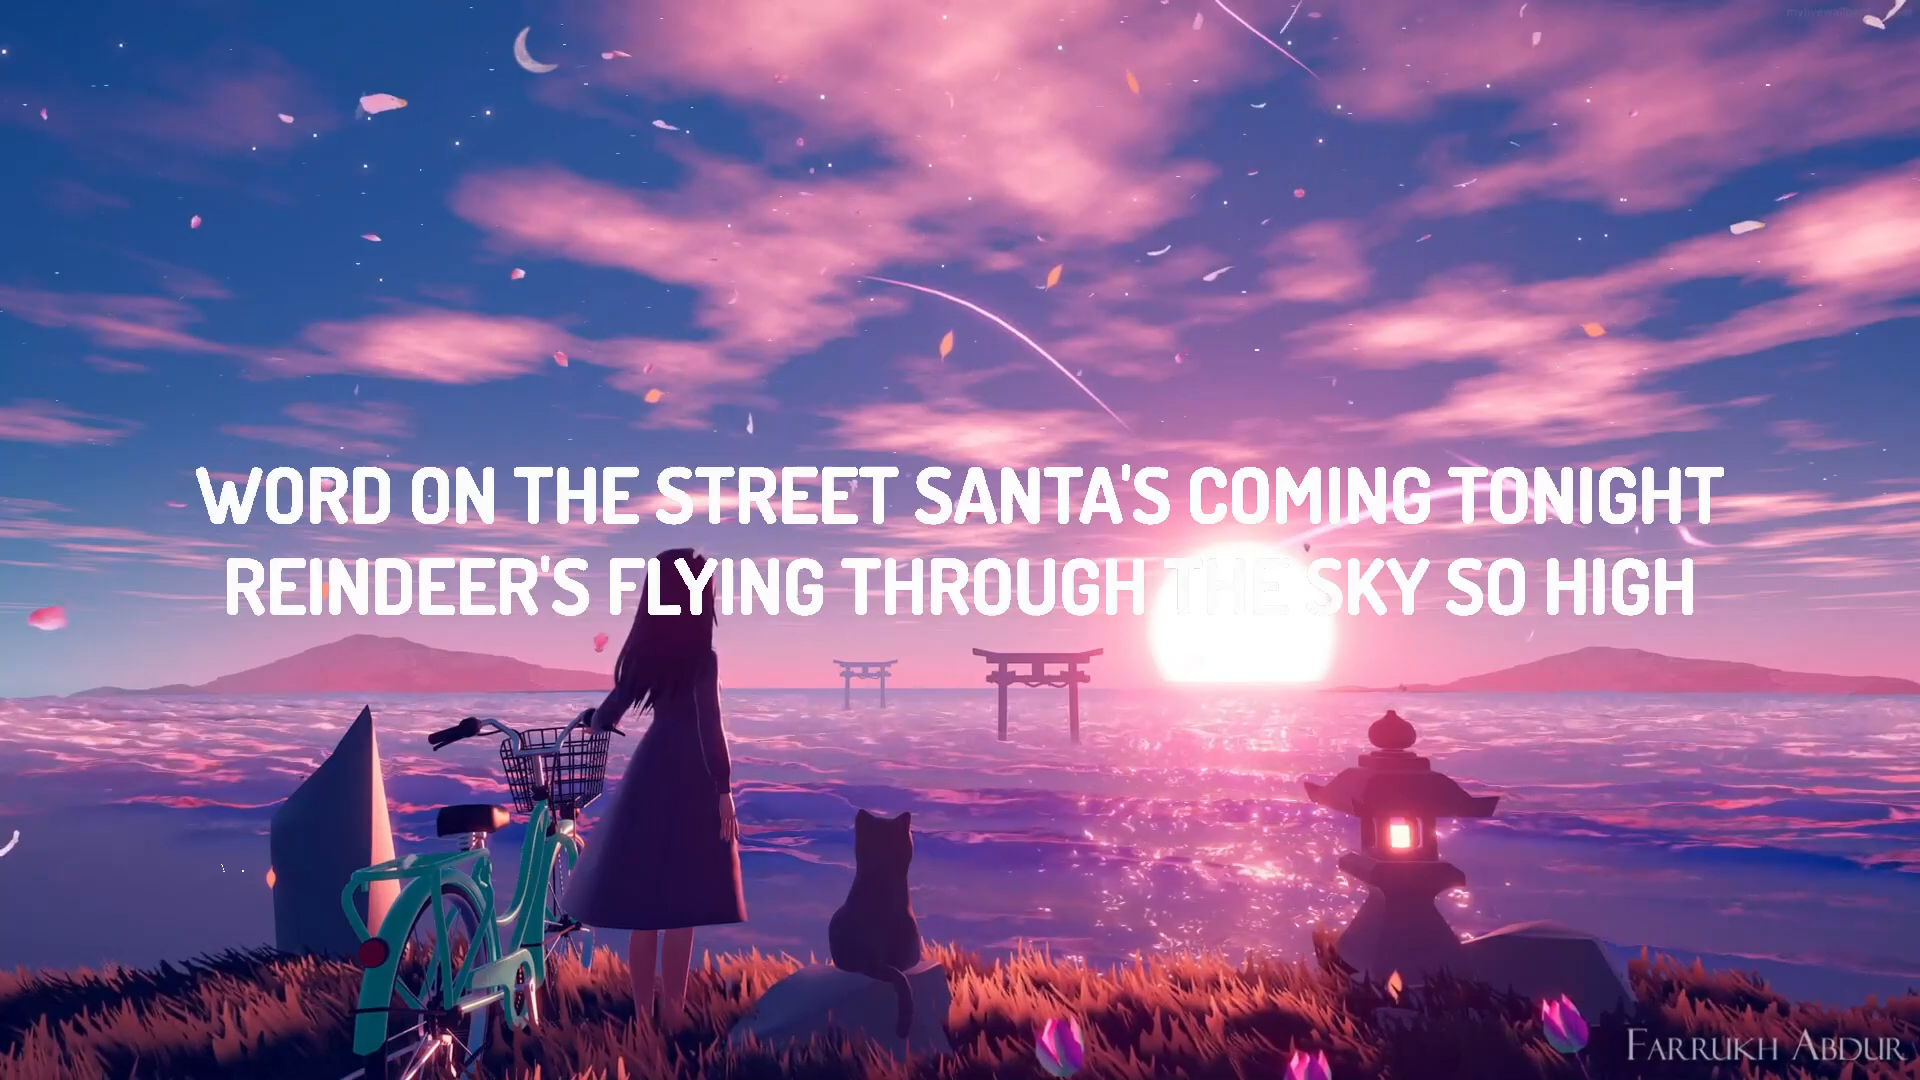 WORD ON THE STREET SANTA'S COMING TONIGHT
REINDEER'S FLYING THROUGH THE SKY SO HIGH
FARRUKH ABDUR